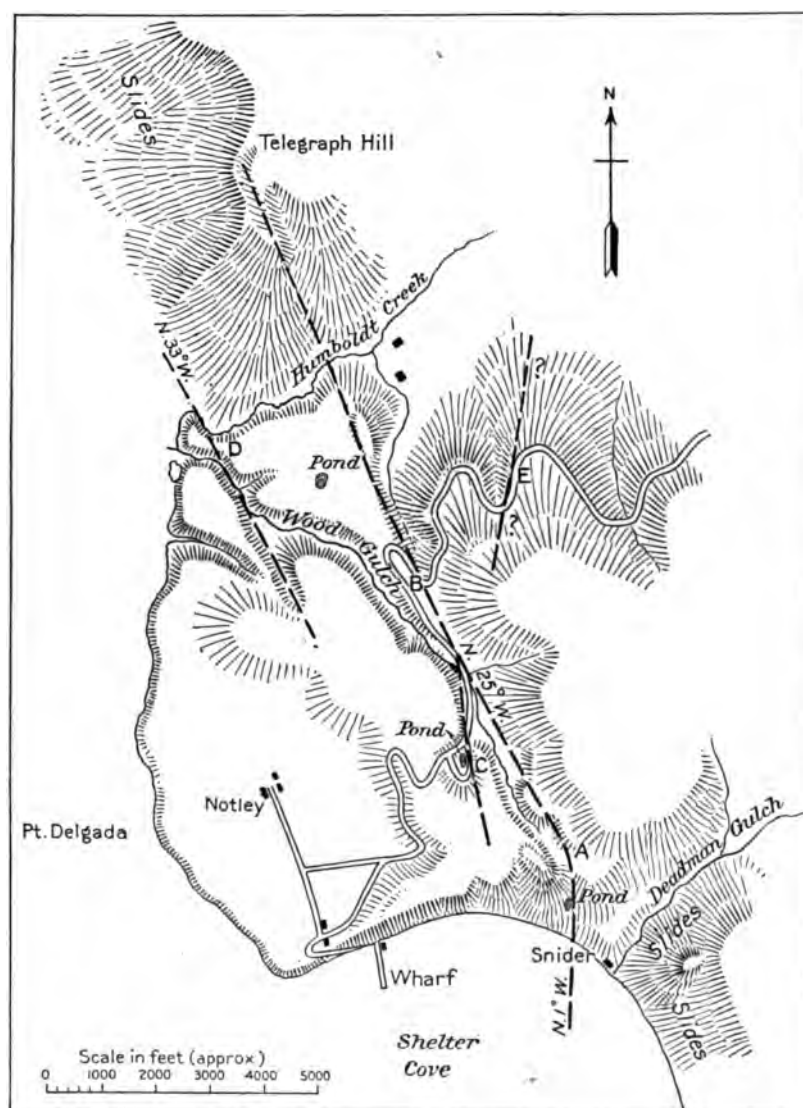 Slides
Telegraph Hill
N
Humboldt Creek
N. 33° W.
?
D
Pond
E
Wood Gulch
?
B
N. 25° W.
Pond
C
Notley
Pt. Delgada
A
Deadman Gulch
Pond
Slides
Snider
Wharf
N. 1° W.
Slides
Shelter
Cove
Scale in feet (approx)
0 1000 2000 3000 4000 5000